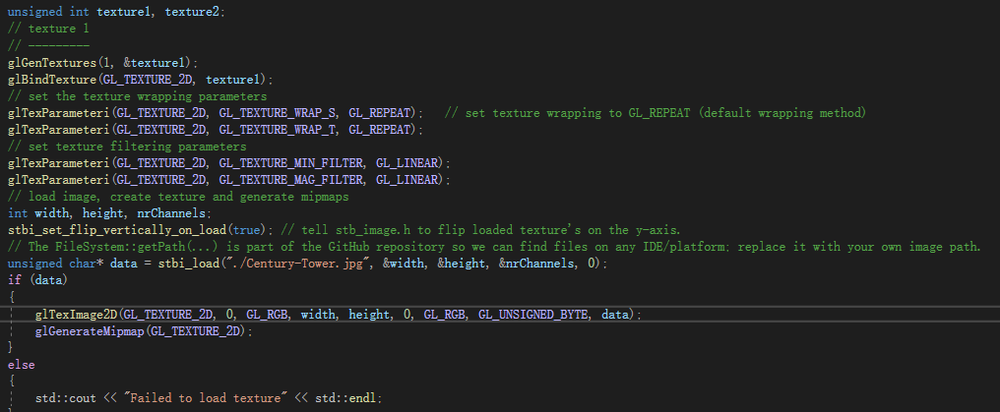 unsigned int texture1, texture2;
// texture 1
// ---------
glGenTextures(1, &texture1);
glBindTexture(GL_TEXTURE_2D, texture1);
// set the texture wrapping parameters
glTexParameteri(GL_TEXTURE_2D, GL_TEXTURE_WRAP_S, GL_REPEAT);   // set texture wrapping to GL_REPEAT (default wrapping method)
glTexParameteri(GL_TEXTURE_2D, GL_TEXTURE_WRAP_T, GL_REPEAT);
// set texture filtering parameters
glTexParameteri(GL_TEXTURE_2D, GL_TEXTURE_MIN_FILTER, GL_LINEAR);
glTexParameteri(GL_TEXTURE_2D, GL_TEXTURE_MAG_FILTER, GL_LINEAR);
// load image, create texture and generate mipmaps
int width, height, nrChannels;
stbi_set_flip_vertically_on_load(true); // tell stb_image.h to flip loaded texture's on the y-axis.
// The FileSystem::getPath(...) is part of the GitHub repository so we can find files on any IDE/platform; replace it with your own image path.
unsigned char* data = stbi_load("./Century-Tower.jpg", &width, &height, &nrChannels, 0);
if (data)
{
    glTexImage2D(GL_TEXTURE_2D, 0, GL_RGB, width, height, 0, GL_RGB, GL_UNSIGNED_BYTE, data);
    glGenerateMipmap(GL_TEXTURE_2D);
}
else
{
    std::cout << "Failed to load texture" << std::endl;